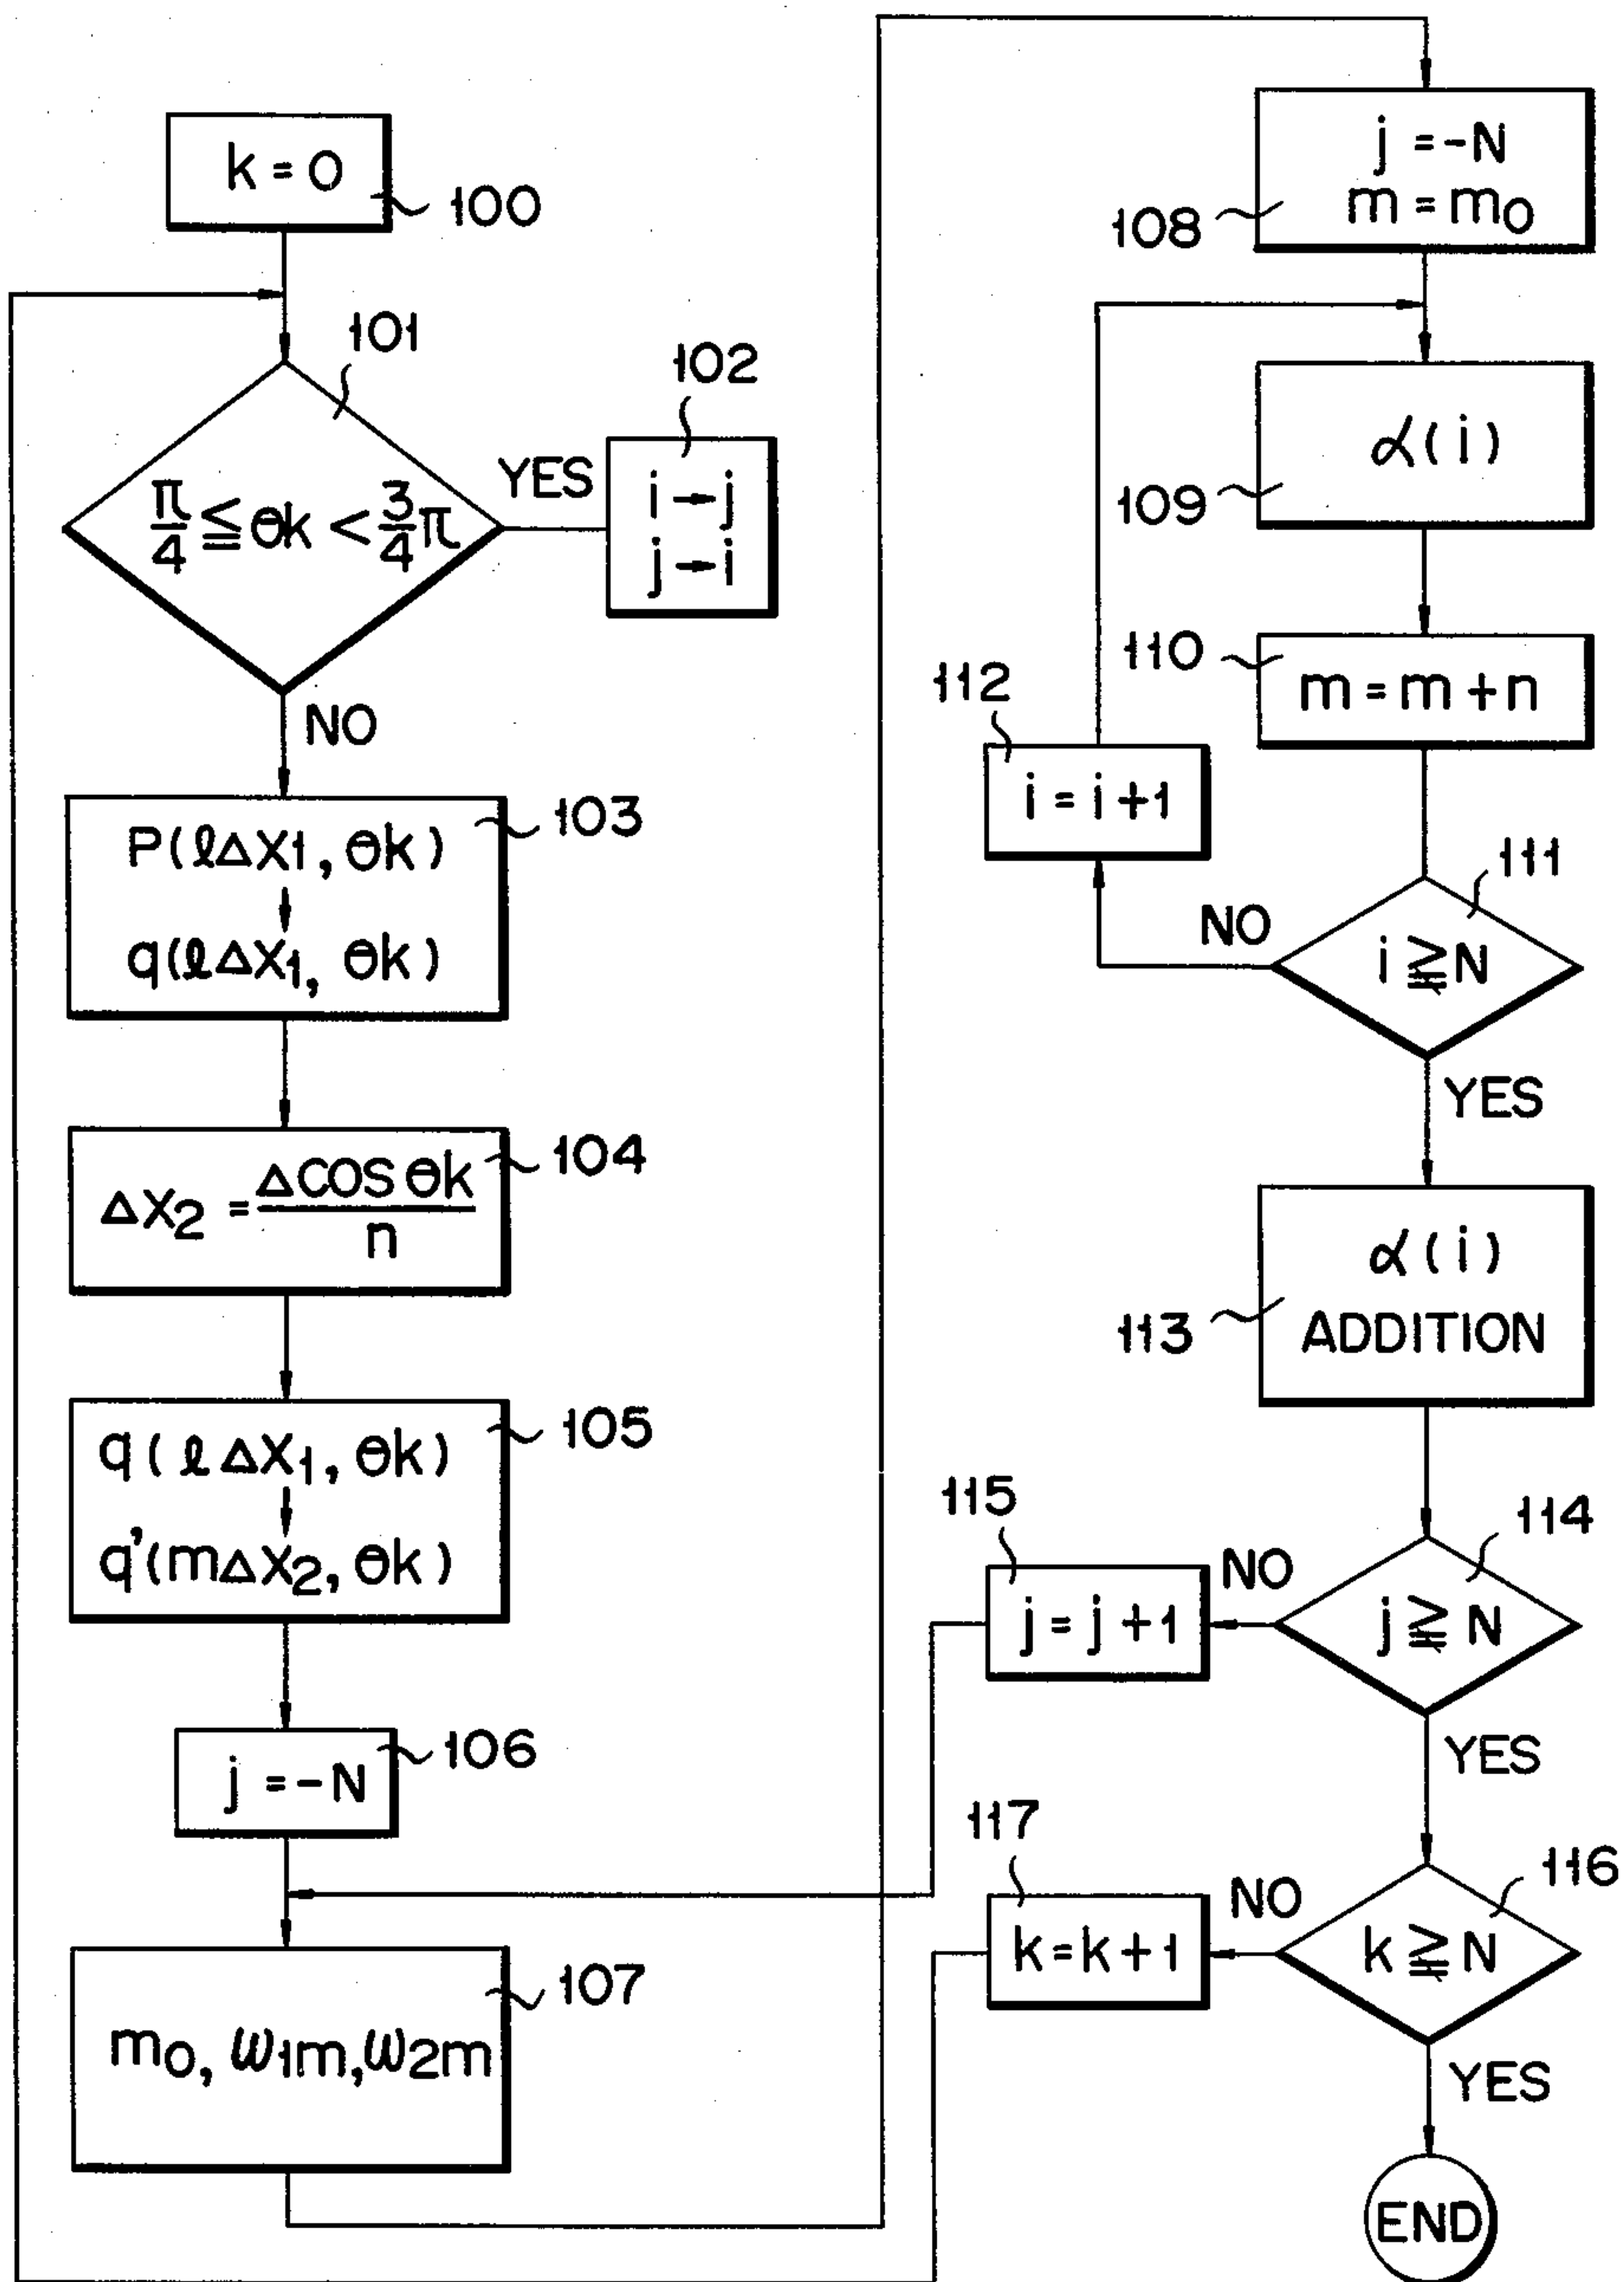 k = 0
100
101
π/4 ≦ θk < 3/4 π
YES
102
i → j
j → i
NO
P(ℓΔX1, θk)
q(ℓΔX1, θk)
103
ΔX2 = ΔCOS θk / n
104
q(ℓΔX1, θk)
q'(mΔX2, θk)
105
j = -N
106
m0, ω1m, ω2m
107
j = -N
m = m0
108
α(i)
109
110
m = m + n
112
i = i + 1
111
NO
i ≧ N
YES
α(i)
ADDITION
113
115
j = j + 1
NO
114
j ≧ N
YES
117
k = k + 1
NO
116
k ≧ N
YES
END